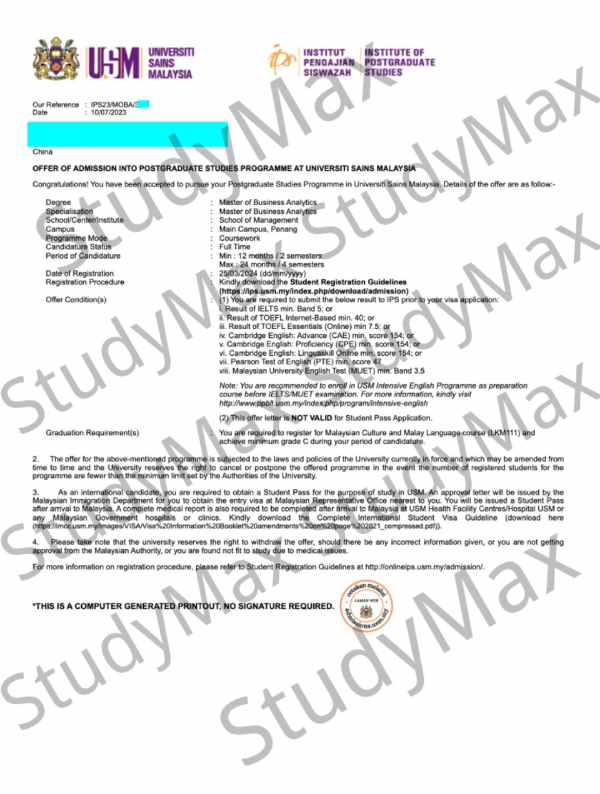 USM UNIVERSITI SAINS MALAYSIA
ips INSTITUT PENGAJIAN SISWAZAH INSTITUTE OF POSTGRADUATE STUDIES
Our Reference : IPS23/MOBA/
Date : 10/07/2023
China
OFFER OF ADMISSION INTO POSTGRADUATE STUDIES PROGRAMME AT UNIVERSITI SAINS MALAYSIA
Congratulations! You have been accepted to pursue your Postgraduate Studies Programme in Universiti Sains Malaysia. Details of the offer are as follow:-
Degree : Master of Business Analytics
Specialisation : Master of Business Analytics
School/Center/Institute : School of Management
Campus : Main Campus, Penang
Programme Mode : Coursework
Candidature Status : Full Time
Period of Candidature : Min : 12 months / 2 semesters
Max : 24 months / 4 semesters
Date of Registration : 25/03/2024 (dd/mm/yyyy)
Registration Procedure : Kindly download the Student Registration Guidelines
(https://ips.usm.my/index.php/download/admission)
Offer Condition(s) : (1) You are required to submit the below result to IPS prior to your visa application:
i. Result of IELTS min. Band 5; or
ii. Result of TOEFL Internet-Based min. 40; or
iii. Result of TOEFL Essentials (Online) min 7.5; or
iv. Cambridge English: Advance (CAE) min. score 154; or
v. Cambridge English: Proficiency (CPE) min. score 154; or
vi. Cambridge English: Linguaskill Online min. score 154; or
vii. Pearson Test of English (PTE) min. score 47
viii. Malaysian University English Test (MUET) min. Band 3.5
Note: You are recommended to enroll in USM Intensive English Programme as preparation
course before IELTS/MUET examination. For more information, kindly visit
http://www.ppblt.usm.my/index.php/program/intensive-english
(2) This offer letter is NOT VALID for Student Pass Application.
Graduation Requirement(s) : You are required to register for Malaysian Culture and Malay Language course (LKM111) and
achieve minimum grade C during your period of candidature.
2. The offer for the above-mentioned programme is subjected to the laws and policies of the University currently in force and which may be amended from
time to time and the University reserves the right to cancel or postpone the offered programme in the event the number of registered students for the
programme are fewer than the minimum limit set by the Authorities of the University.
3. As an international candidate, you are required to obtain a Student Pass for the purpose of study in USM. An approval letter will be issued by the
Malaysian Immigration Department for you to obtain the entry visa at Malaysian Representative Office nearest to you. You will be issued a Student Pass
after arrival to Malaysia. A complete medical report is also required to be completed after arrival to Malaysia at USM Health Facility Centres/Hospital USM or
any Malaysian Government hospitals or clinics. Kindly download the Complete International Student Visa Guideline (download here
4. Please take note that the university reserves the right to withdraw the offer, should there be any incorrect information given, or you are not getting
approval from the Malaysian Authority, or you are found not fit to study due to medical issues.
For more information on registration procedure, please refer to Student Registration Guidelines at http://onlineips.usm.my/admission/.
*THIS IS A COMPUTER GENERATED PRINTOUT, NO SIGNATURE REQUIRED.
StudyMax
StudyMax
StudyMax
StudyMax
StudyMax
StudyMax